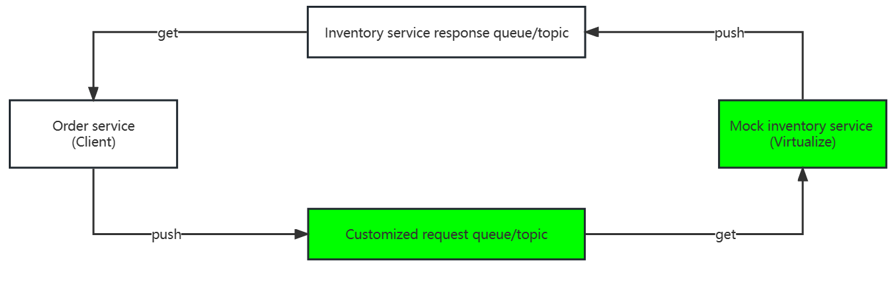 get
Inventory service response queue/topic
push
Order service
(Client)
Mock inventory service
(Virtualize)
push
Customized request queue/topic
get